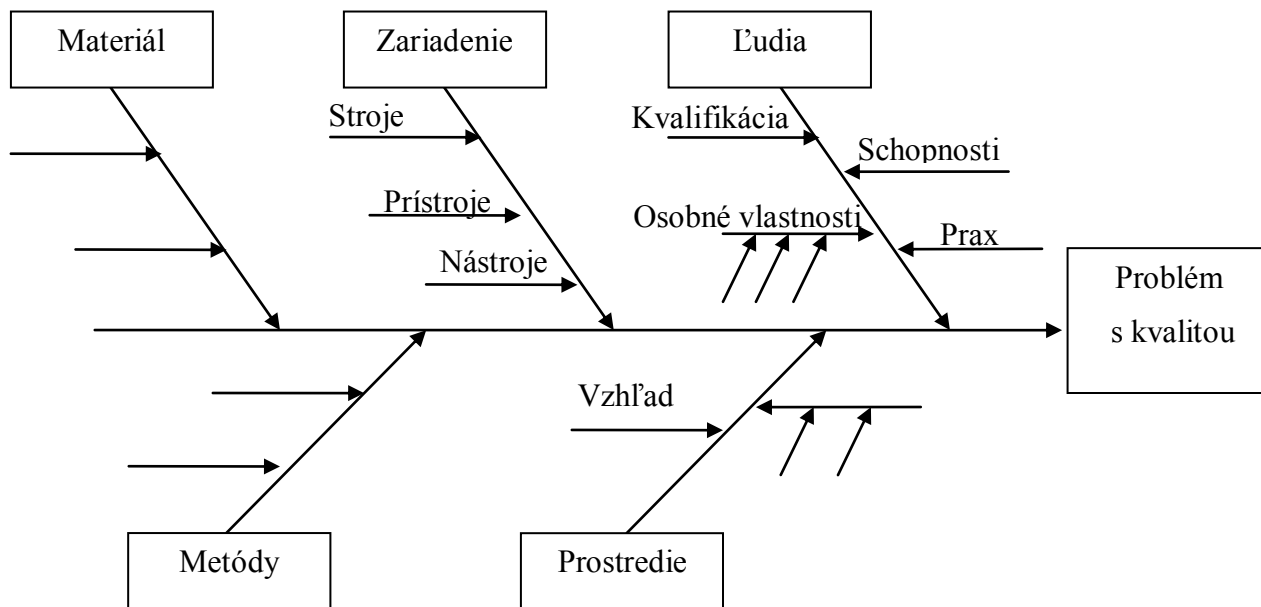 Materiál
Zariadenie
Ľudia
Stroje
Kvalifikácia
Schopnosti
Prístroje
Osobné vlastnosti
Prax
Nástroje
Problém
s kvalitou
Vzhľad
Metódy
Prostredie